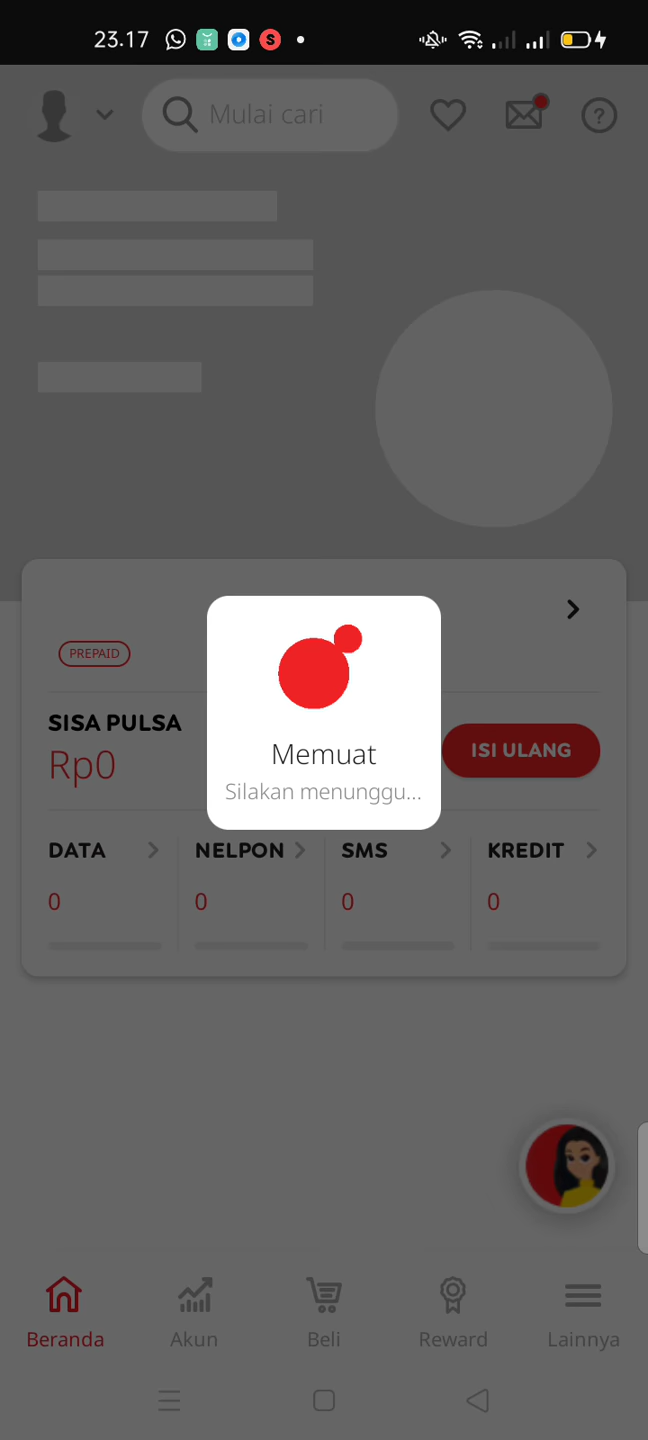 23.17
S
Mulai cari
?
PREPAID
SISA PULSA
Rp0
ISI ULANG
Memuat
Silakan menunggu...
DATA
NELPON
SMS
KREDIT
0
0
0
0
Beranda
Akun
Beli
Reward
Lainnya